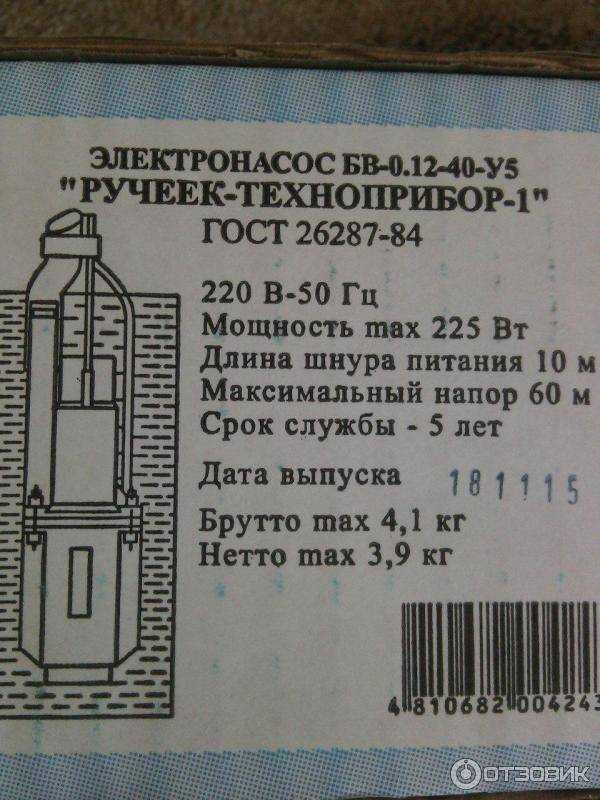 ЭЛЕКТРОНАСОС БВ-0.12-40-У5
"РУЧЕЕК-ТЕХНОПРИБОР-1"
ГОСТ 26287-84
220 В-50 Гц
Мощность max 225 Вт
Длина шнура питания 10 м
Максимальный напор 60 м
Срок службы - 5 лет
Дата выпуска 181115
Брутто max 4,1 кг
Нетто max 3,9 кг
4 810682 004243
ОТЗОВИК